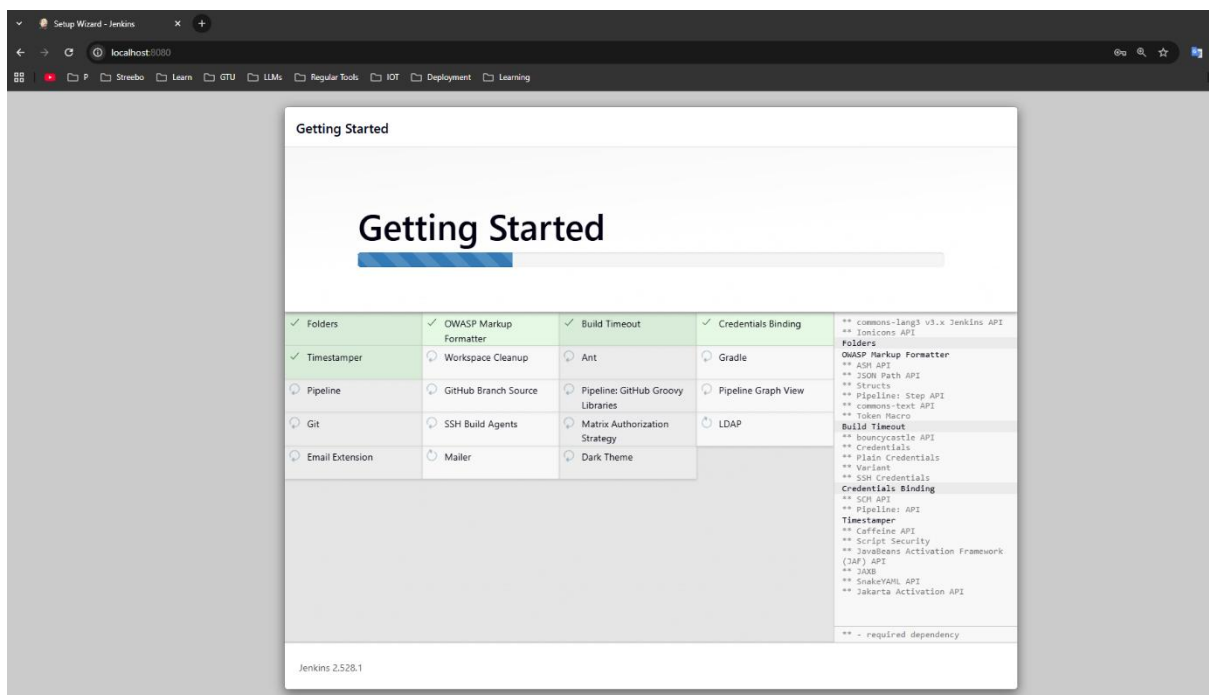 Setup Wizard - Jenkins
localhost:8080
P Streebo Learn GTU LLMs Regular Tools IOT Deployment Learning
Getting Started
Getting Started
Folders
OWASP Markup
Formatter
Build Timeout
Credentials Binding
Timestamper
Workspace Cleanup
Ant
Gradle
Pipeline
GitHub Branch Source
Pipeline: GitHub Groovy
Libraries
Pipeline Graph View
Git
SSH Build Agents
Matrix Authorization
Strategy
LDAP
Email Extension
Mailer
Dark Theme
** commons-lang3 v3.x Jenkins API
** Ionicons API
Folders
OWASP Markup Formatter
** ASM API
** JSON Path API
** Structs
** Pipeline: Step API
** commons-text API
** Token Macro
Build Timeout
** bouncycastle API
** Credentials
** Plain Credentials
** Variant
** SSH Credentials
Credentials Binding
** SCM API
** Pipeline: API
Timestamper
** Caffeine API
** Script Security
** JavaBeans Activation Framework
(JAF) API
** JAXB
** SnakeYAML API
** Jakarta Activation API
** - required dependency
Jenkins 2.528.1